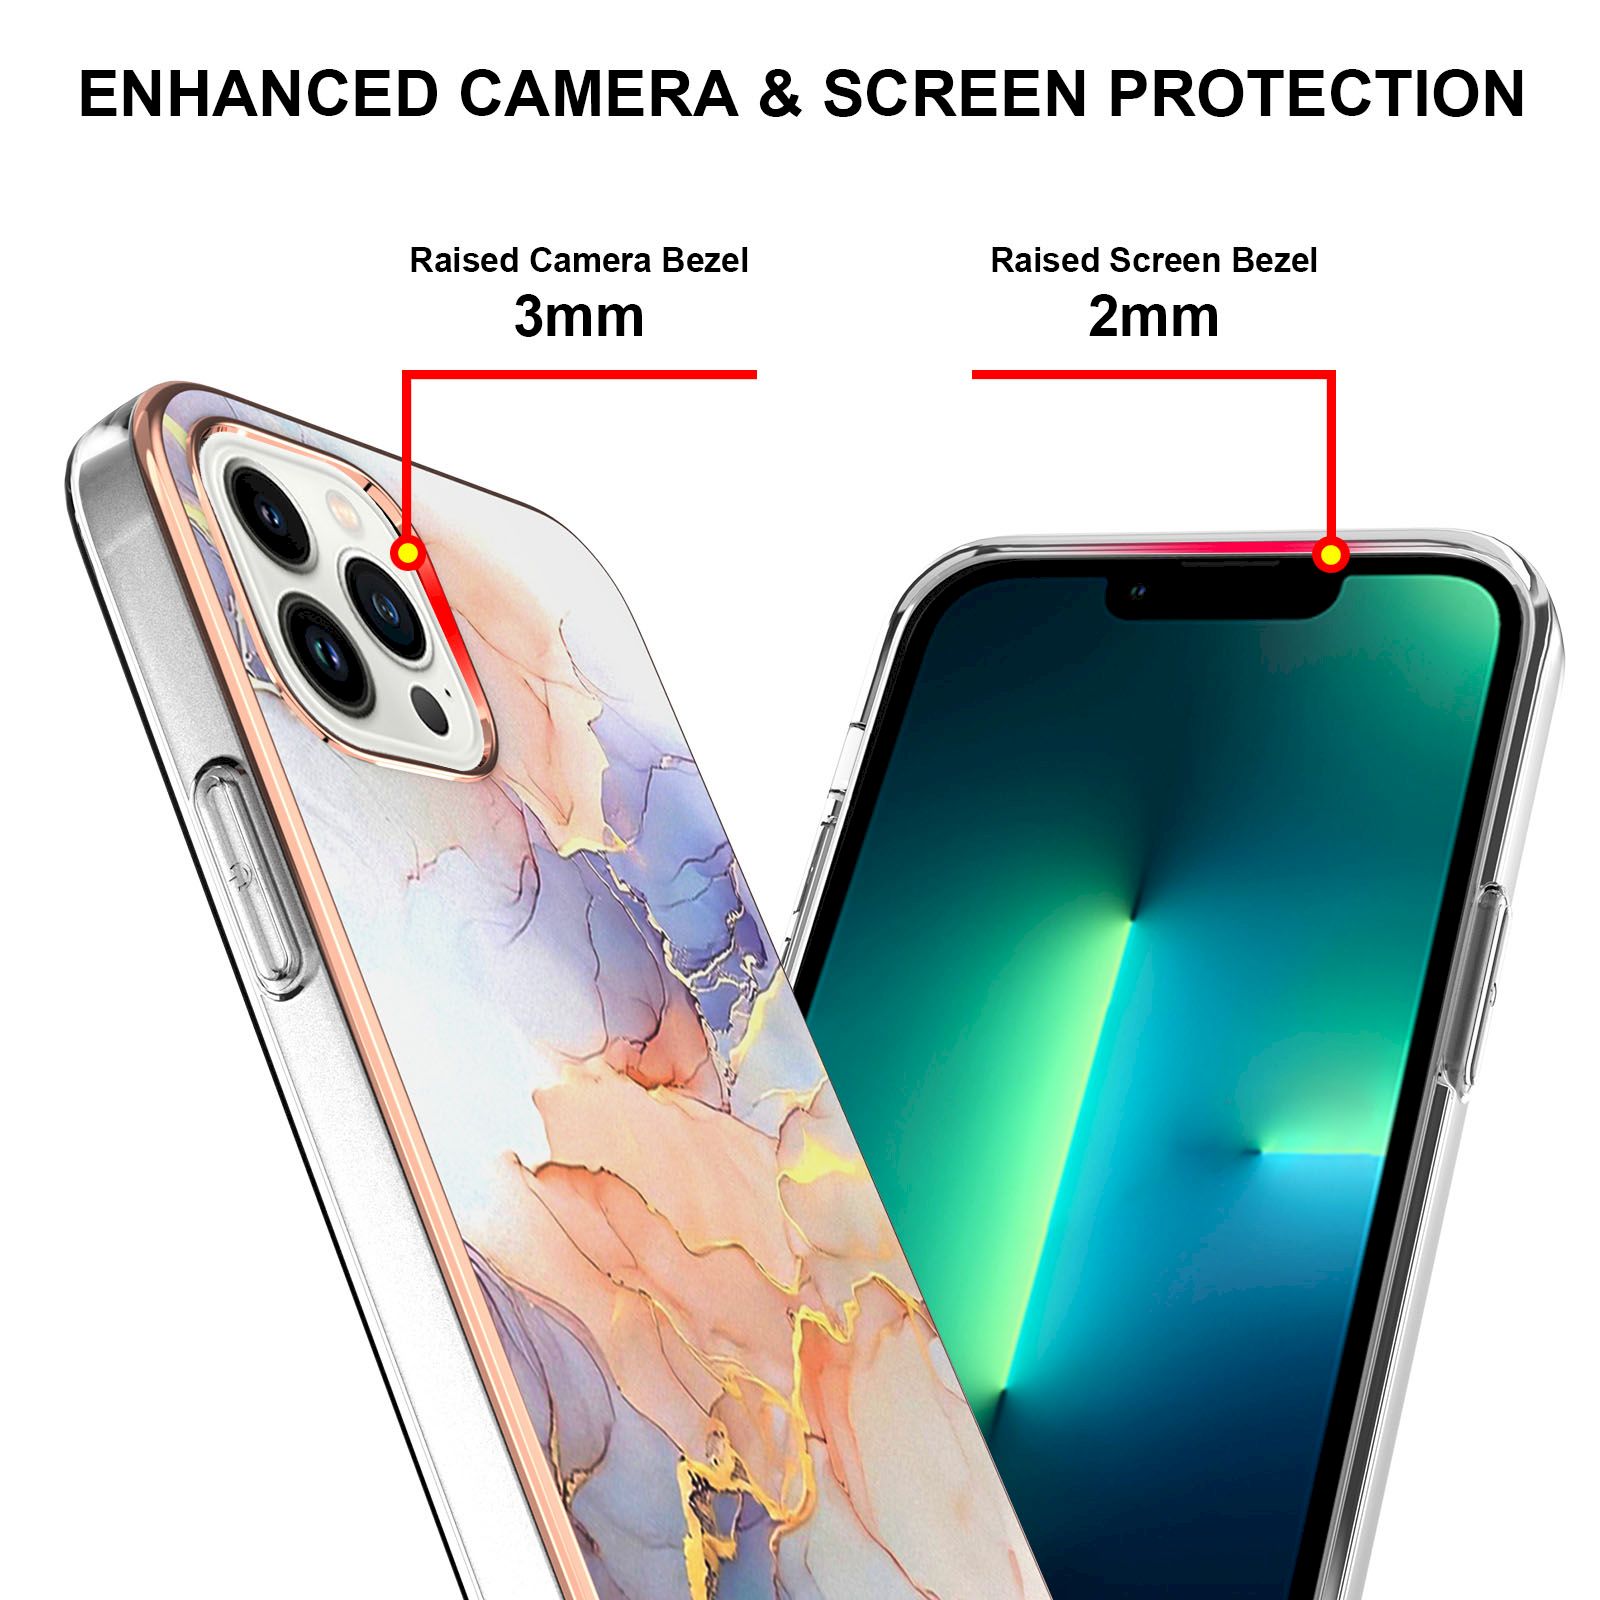 ENHANCED CAMERA & SCREEN PROTECTION
Raised Camera Bezel
3mm
Raised Screen Bezel
2mm